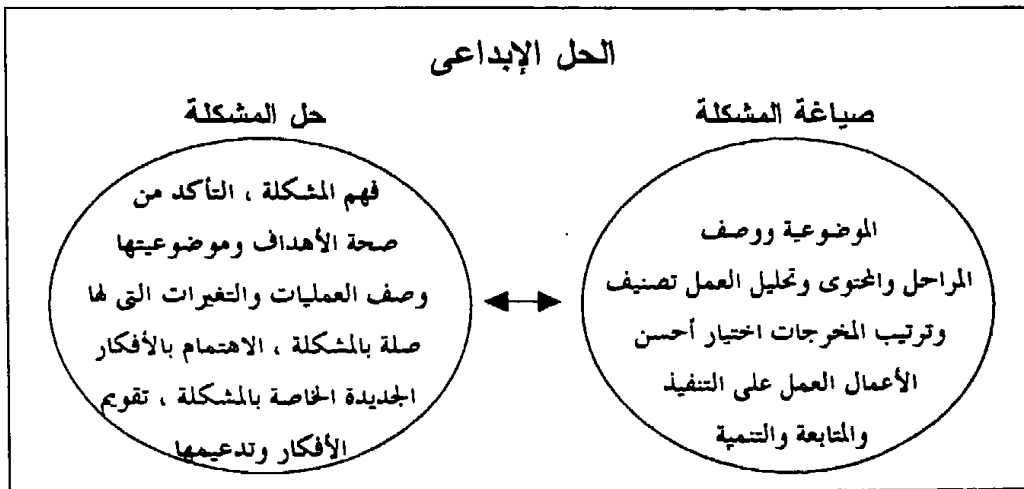 الحل الإبداعى
صياغة المشكلة
الموضوعية ووصف
المراحل والمحتوى وتحليل العمل تصنيف
وترتيب المخرجات اختيار أحسن
الأعمال العمل على التنفيذ
والمتابعة والتنمية
حل المشكلة
فهم المشكلة ، التأكد من
صحة الأهداف وموضوعيتها
وصف العمليات والتغيرات التى لها
صلة بالمشكلة ، الاهتمام بالأفكار
الجديدة الخاصة بالمشكلة ، تقويم
الأفكار وتدعيمها